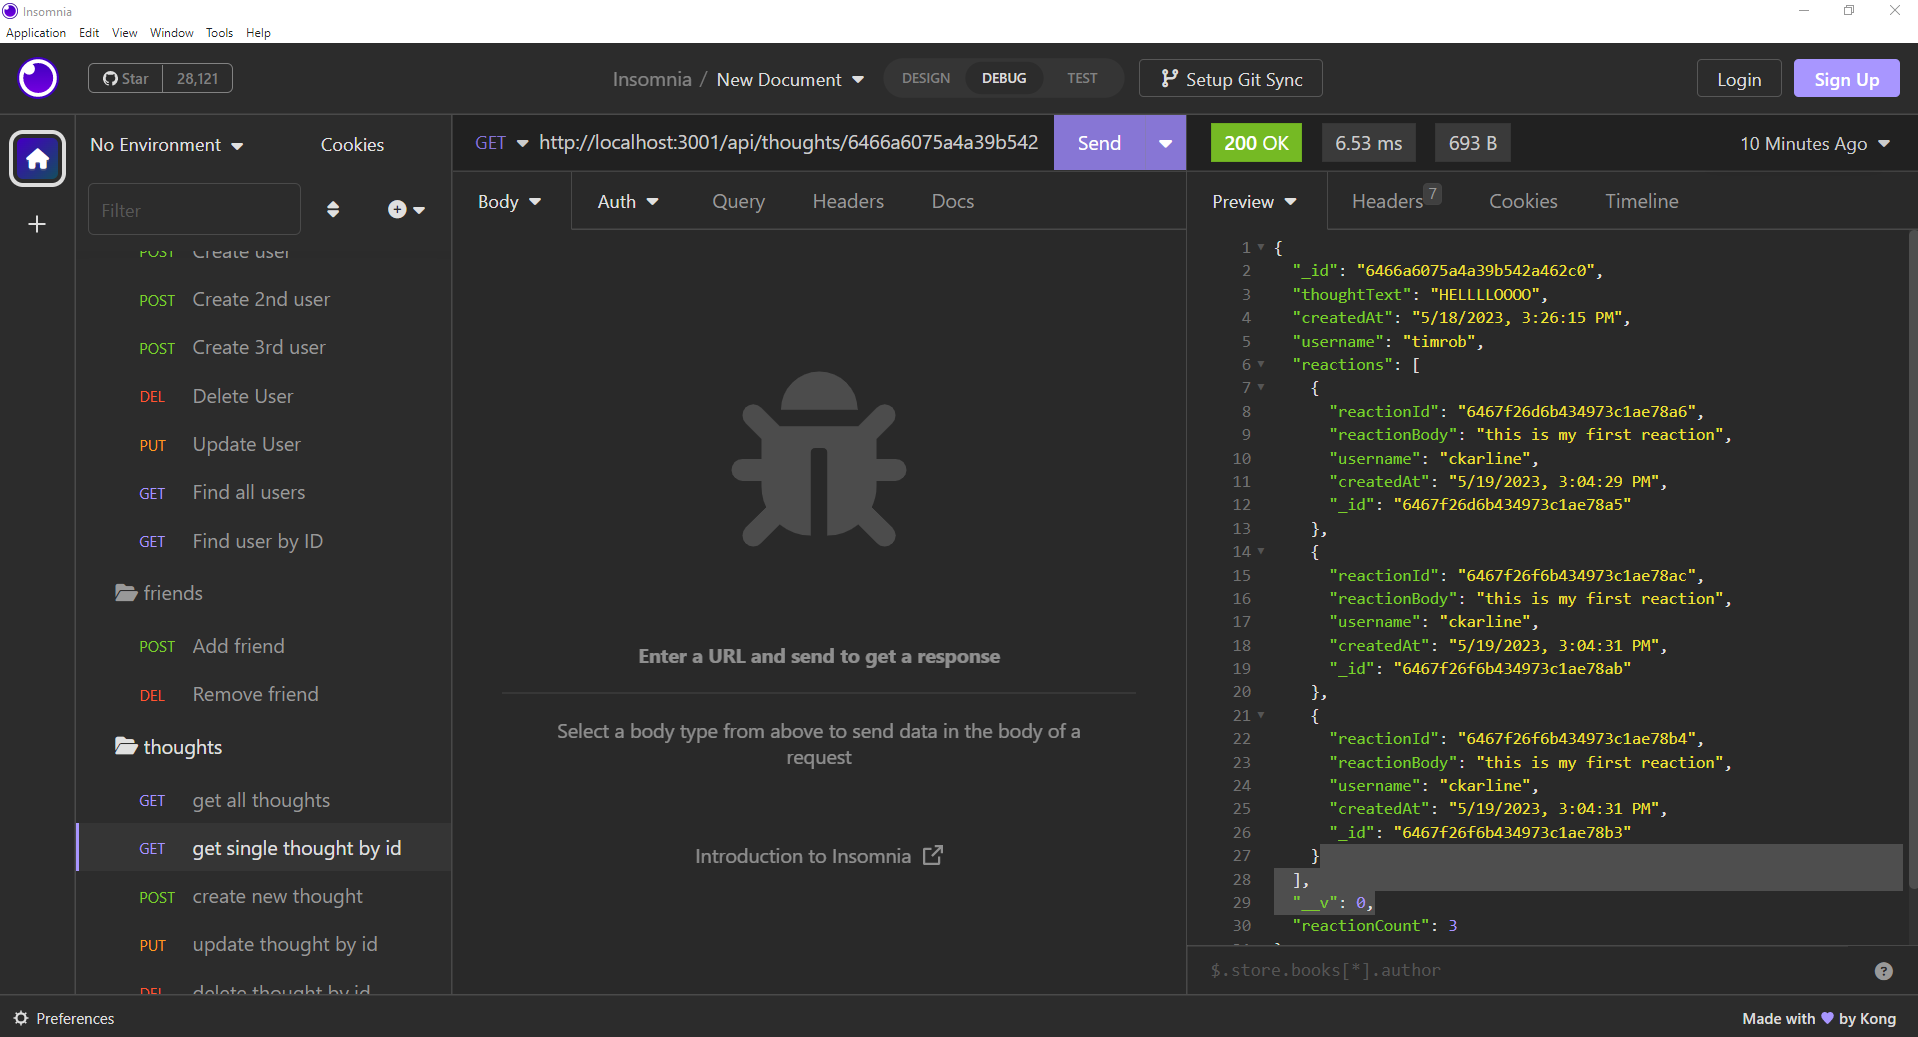 Insomnia
Application Edit View Window Tools Help
Star 28,121
Insomnia / New Document
DESIGN DEBUG TEST
Setup Git Sync
Login
Sign Up
No Environment
Cookies
Filter
POST Create user
POST Create 2nd user
POST Create 3rd user
DEL Delete User
PUT Update User
GET Find all users
GET Find user by ID
friends
POST Add friend
DEL Remove friend
thoughts
GET get all thoughts
GET get single thought by id
POST create new thought
PUT update thought by id
DEL delete thought by id
GET http://localhost:3001/api/thoughts/6466a6075a4a39b542
Send
Body Auth Query Headers Docs
Enter a URL and send to get a response
Select a body type from above to send data in the body of a
request
Introduction to Insomnia
200 OK 6.53 ms 693 B
10 Minutes Ago
Preview Headers 7 Cookies Timeline
1 {
2 "_id": "6466a6075a4a39b542a462c0",
3 "thoughtText": "HELLLLOOOO",
4 "createdAt": "5/18/2023, 3:26:15 PM",
5 "username": "timrob",
6 "reactions": [
7 {
8 "reactionId": "6467f26d6b434973c1ae78a6",
9 "reactionBody": "this is my first reaction",
10 "username": "ckarline",
11 "createdAt": "5/19/2023, 3:04:29 PM",
12 "_id": "6467f26d6b434973c1ae78a5"
13 },
14 {
15 "reactionId": "6467f26f6b434973c1ae78ac",
16 "reactionBody": "this is my first reaction",
17 "username": "ckarline",
18 "createdAt": "5/19/2023, 3:04:31 PM",
19 "_id": "6467f26f6b434973c1ae78ab"
20 },
21 {
22 "reactionId": "6467f26f6b434973c1ae78b4",
23 "reactionBody": "this is my first reaction",
24 "username": "ckarline",
25 "createdAt": "5/19/2023, 3:04:31 PM",
26 "_id": "6467f26f6b434973c1ae78b3"
27 }
28 ],
29 "__v": 0,
30 "reactionCount": 3
$.store.books[*].author
Preferences
Made with 💜 by Kong